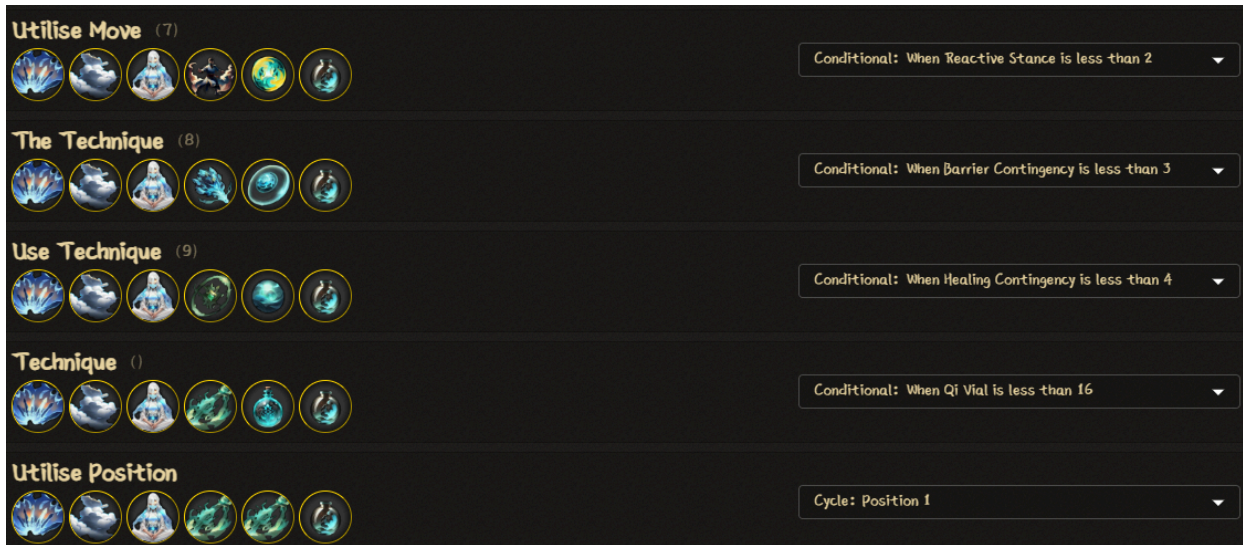 Utilise Move (7)
Conditional: When Reactive Stance is less than 2
The Technique (8)
Conditional: When Barrier Contingency is less than 3
Use Technique (9)
Conditional: When Healing Contingency is less than 4
Technique ()
Conditional: When Qi Vial is less than 16
Utilise Position
Cycle: Position 1